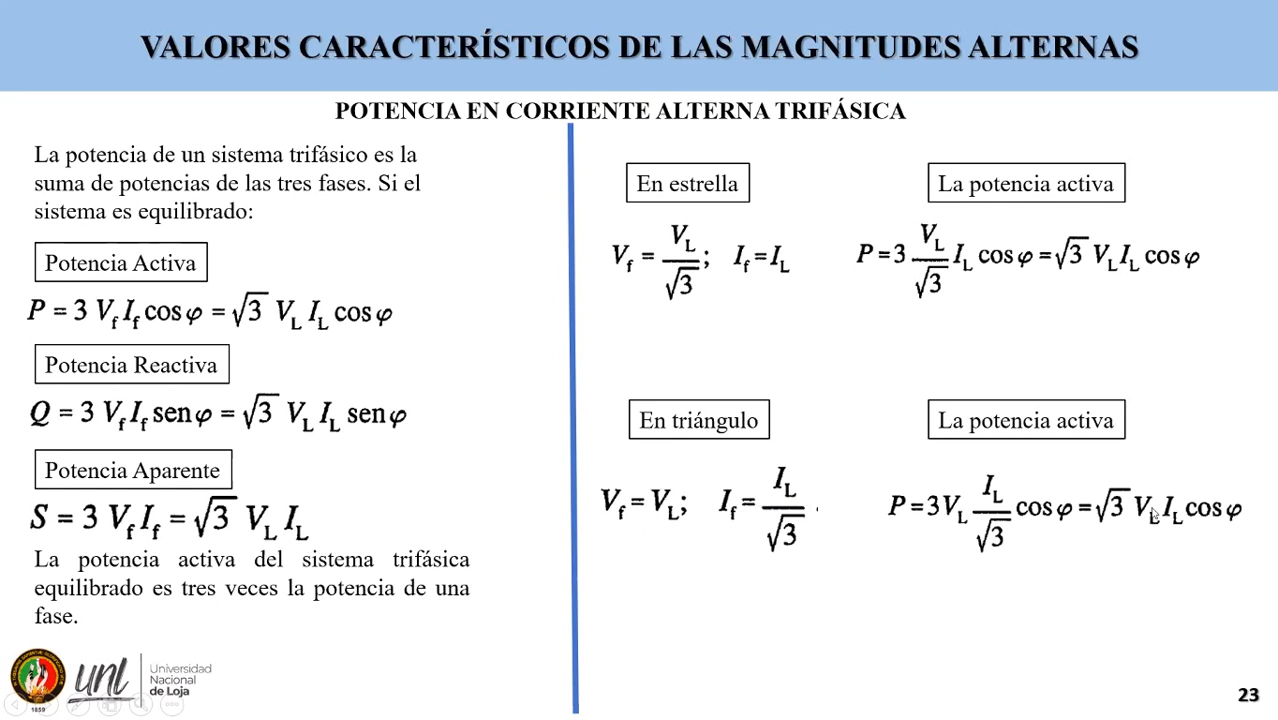 VALORES CARACTERÍSTICOS DE LAS MAGNITUDES ALTERNAS
POTENCIA EN CORRIENTE ALTERNA TRIFÁSICA
La potencia de un sistema trifásico es la
suma de potencias de las tres fases. Si el
sistema es equilibrado:
Potencia Activa
P = 3 V_f I_f cos φ = √3 V_L I_L cos φ
Potencia Reactiva
Q = 3 V_f I_f sen φ = √3 V_L I_L sen φ
Potencia Aparente
S = 3 V_f I_f = √3 V_L I_L
La potencia activa del sistema trifásica
equilibrado es tres veces la potencia de una
fase.
En estrella
V_f = V_L/√3; I_f = I_L
La potencia activa
P = 3 V_L/√3 I_L cos φ = √3 V_L I_L cos φ
En triángulo
V_f = V_L; I_f = I_L/√3 .
La potencia activa
P = 3 V_L I_L/√3 cos φ = √3 V_L I_L cos φ
1859
unl
Universidad
Nacional
de Loja
23